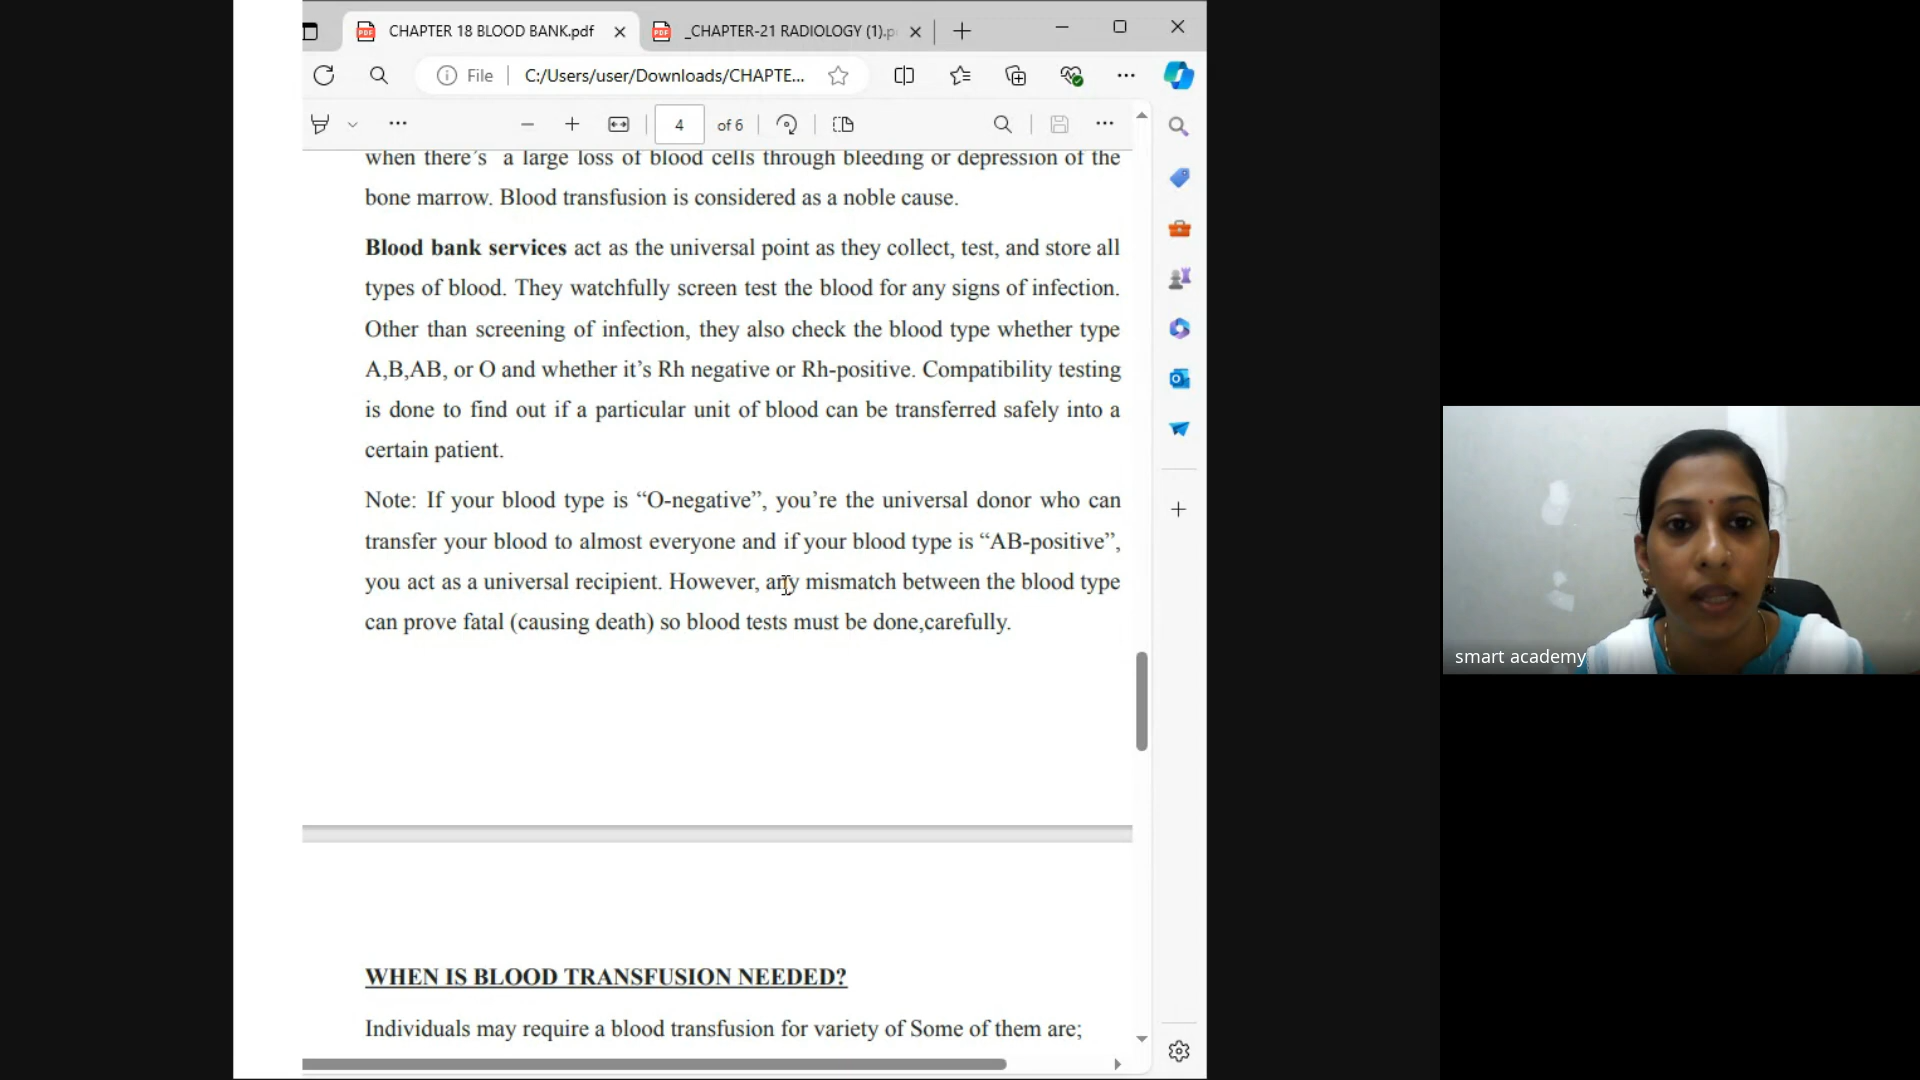 CHAPTER 18 BLOOD BANK.pdf
_CHAPTER-21 RADIOLOGY (1).p
File
C:/Users/user/Downloads/CHAPTE...
4 of 6
when there's a large loss of blood cells through bleeding or depression of the
bone marrow. Blood transfusion is considered as a noble cause.
Blood bank services act as the universal point as they collect, test, and store all
types of blood. They watchfully screen test the blood for any signs of infection.
Other than screening of infection, they also check the blood type whether type
A,B,AB, or O and whether it’s Rh negative or Rh-positive. Compatibility testing
is done to find out if a particular unit of blood can be transferred safely into a
certain patient.
Note: If your blood type is “O-negative”, you’re the universal donor who can
transfer your blood to almost everyone and if your blood type is “AB-positive”,
you act as a universal recipient. However, any mismatch between the blood type
can prove fatal (causing death) so blood tests must be done,carefully.
WHEN IS BLOOD TRANSFUSION NEEDED?
Individuals may require a blood transfusion for variety of Some of them are;
smart academy